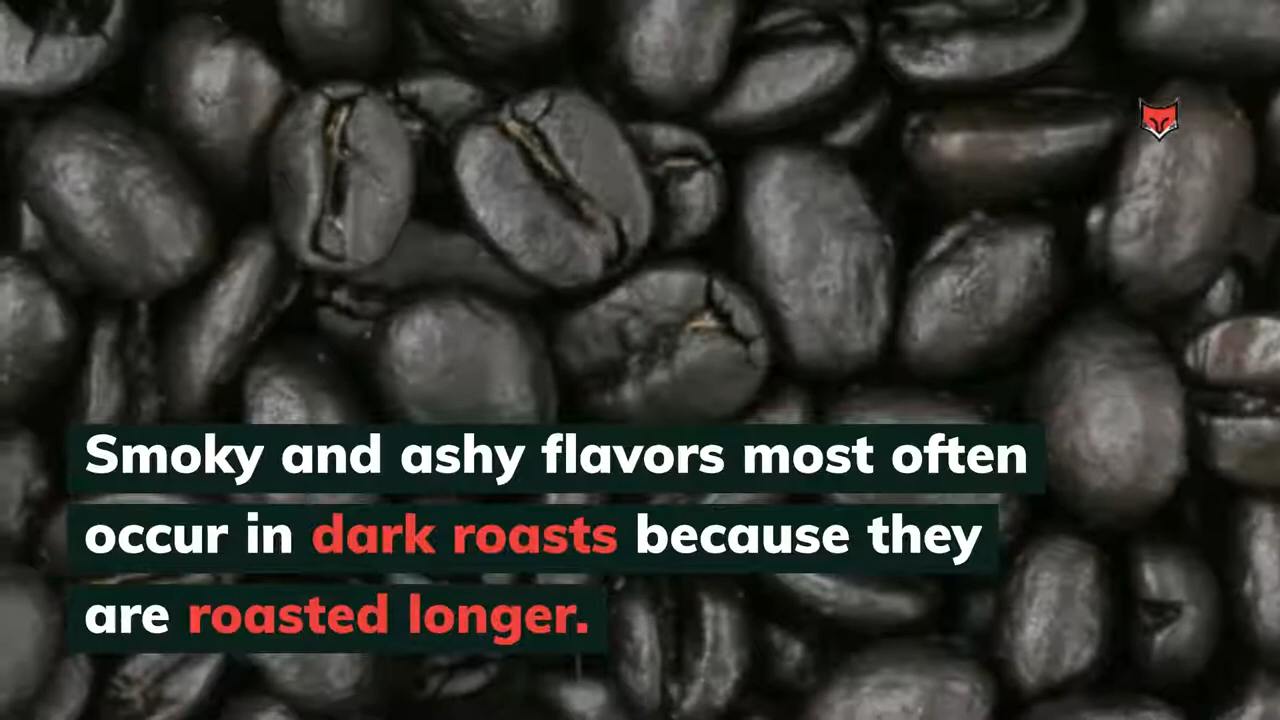 Smoky and ashy flavors most often
occur in dark roasts because they
are roasted longer.